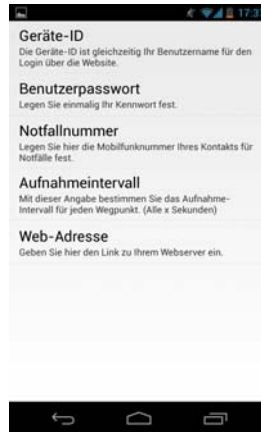 17:37
Geräte-ID
Die Geräte-ID ist gleichzeitig Ihr Benutzername für den
Login über die Website.
Benutzerpasswort
Legen Sie einmalig Ihr Kennwort fest.
Notfallnummer
Legen Sie hier die Mobilfunknummer Ihres Kontakts für
Notfälle fest.
Aufnahmeintervall
Mit dieser Angabe bestimmen Sie das Aufnahme-
Intervall für jeden Wegpunkt. (Alle x Sekunden)
Web-Adresse
Geben Sie hier den Link zu Ihrem Webserver ein.